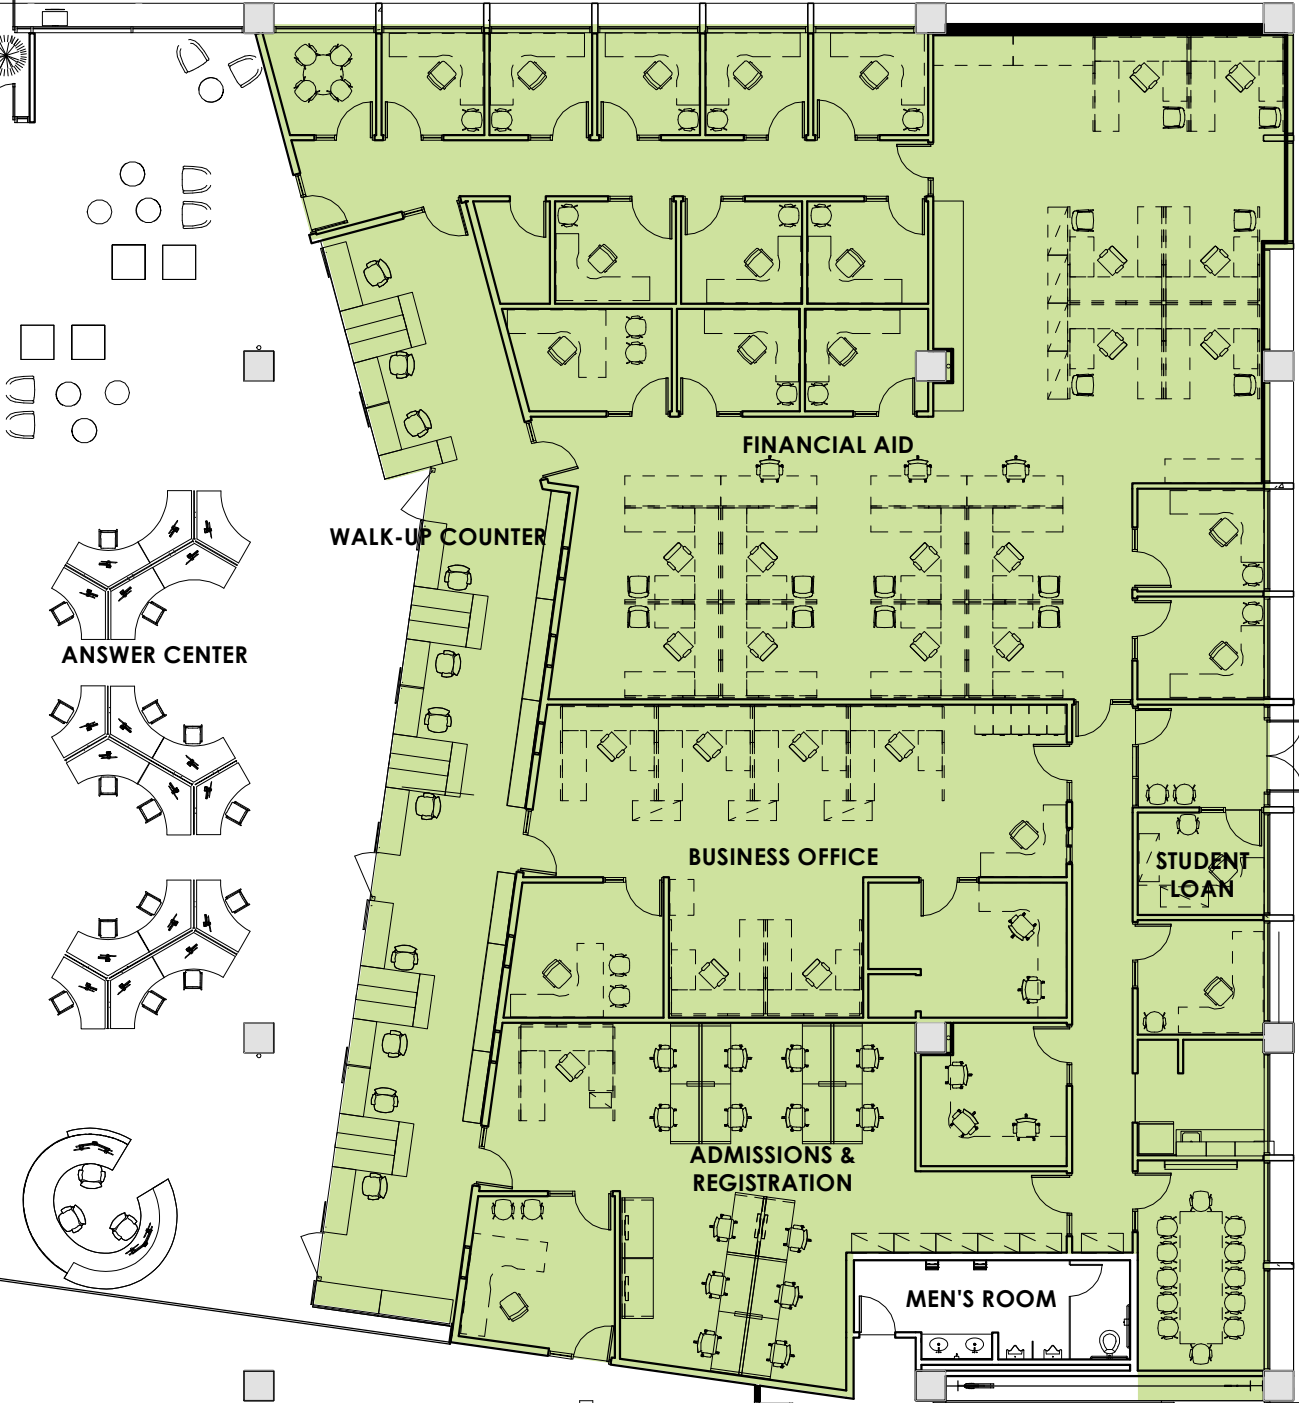 FINANCIAL AID
WALK-UP COUNTER
ANSWER CENTER
BUSINESS OFFICE
STUDENT
LOAN
ADMISSIONS &
REGISTRATION
MEN'S ROOM